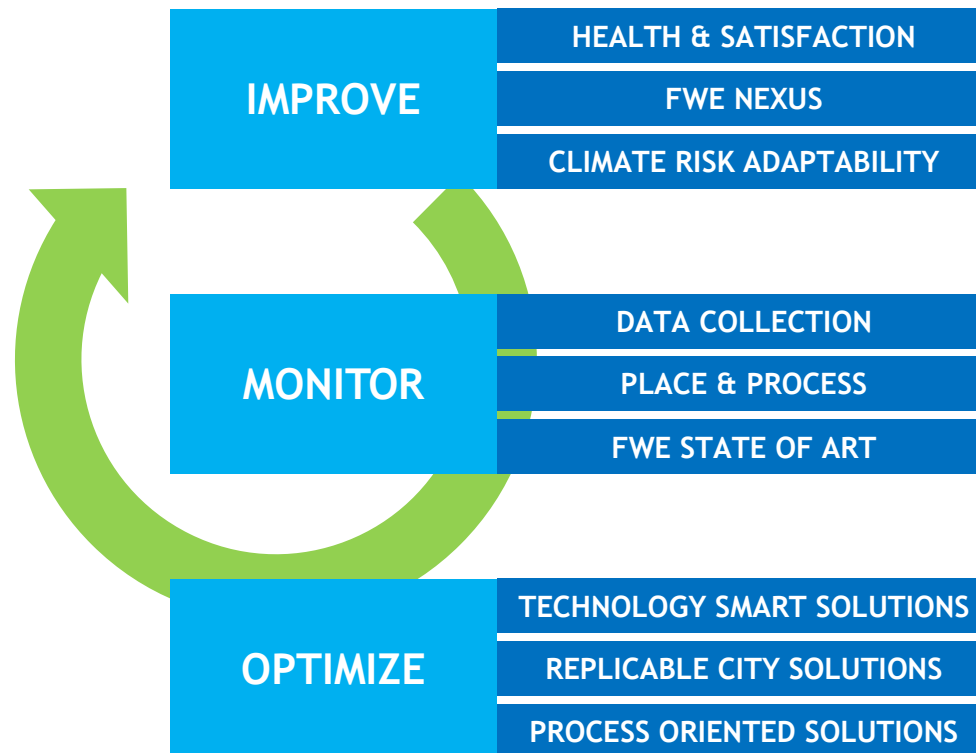 IMPROVE
HEALTH & SATISFACTION
FWE NEXUS
CLIMATE RISK ADAPTABILITY
MONITOR
DATA COLLECTION
PLACE & PROCESS
FWE STATE OF ART
OPTIMIZE
TECHNOLOGY SMART SOLUTIONS
REPLICABLE CITY SOLUTIONS
PROCESS ORIENTED SOLUTIONS